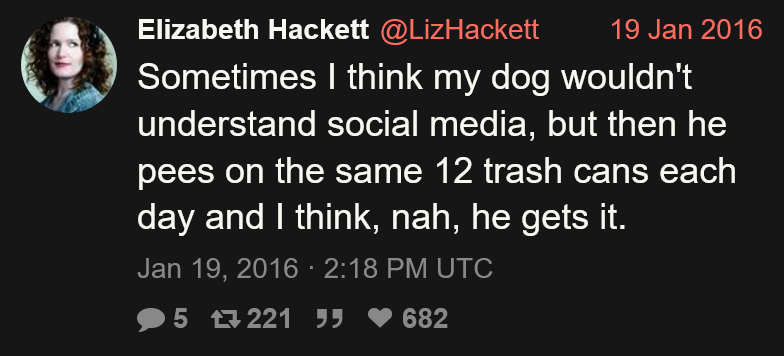 Elizabeth Hackett @LizHackett 19 Jan 2016
Sometimes I think my dog wouldn't
understand social media, but then he
pees on the same 12 trash cans each
day and I think, nah, he gets it.
Jan 19, 2016 · 2:18 PM UTC
5 221 682